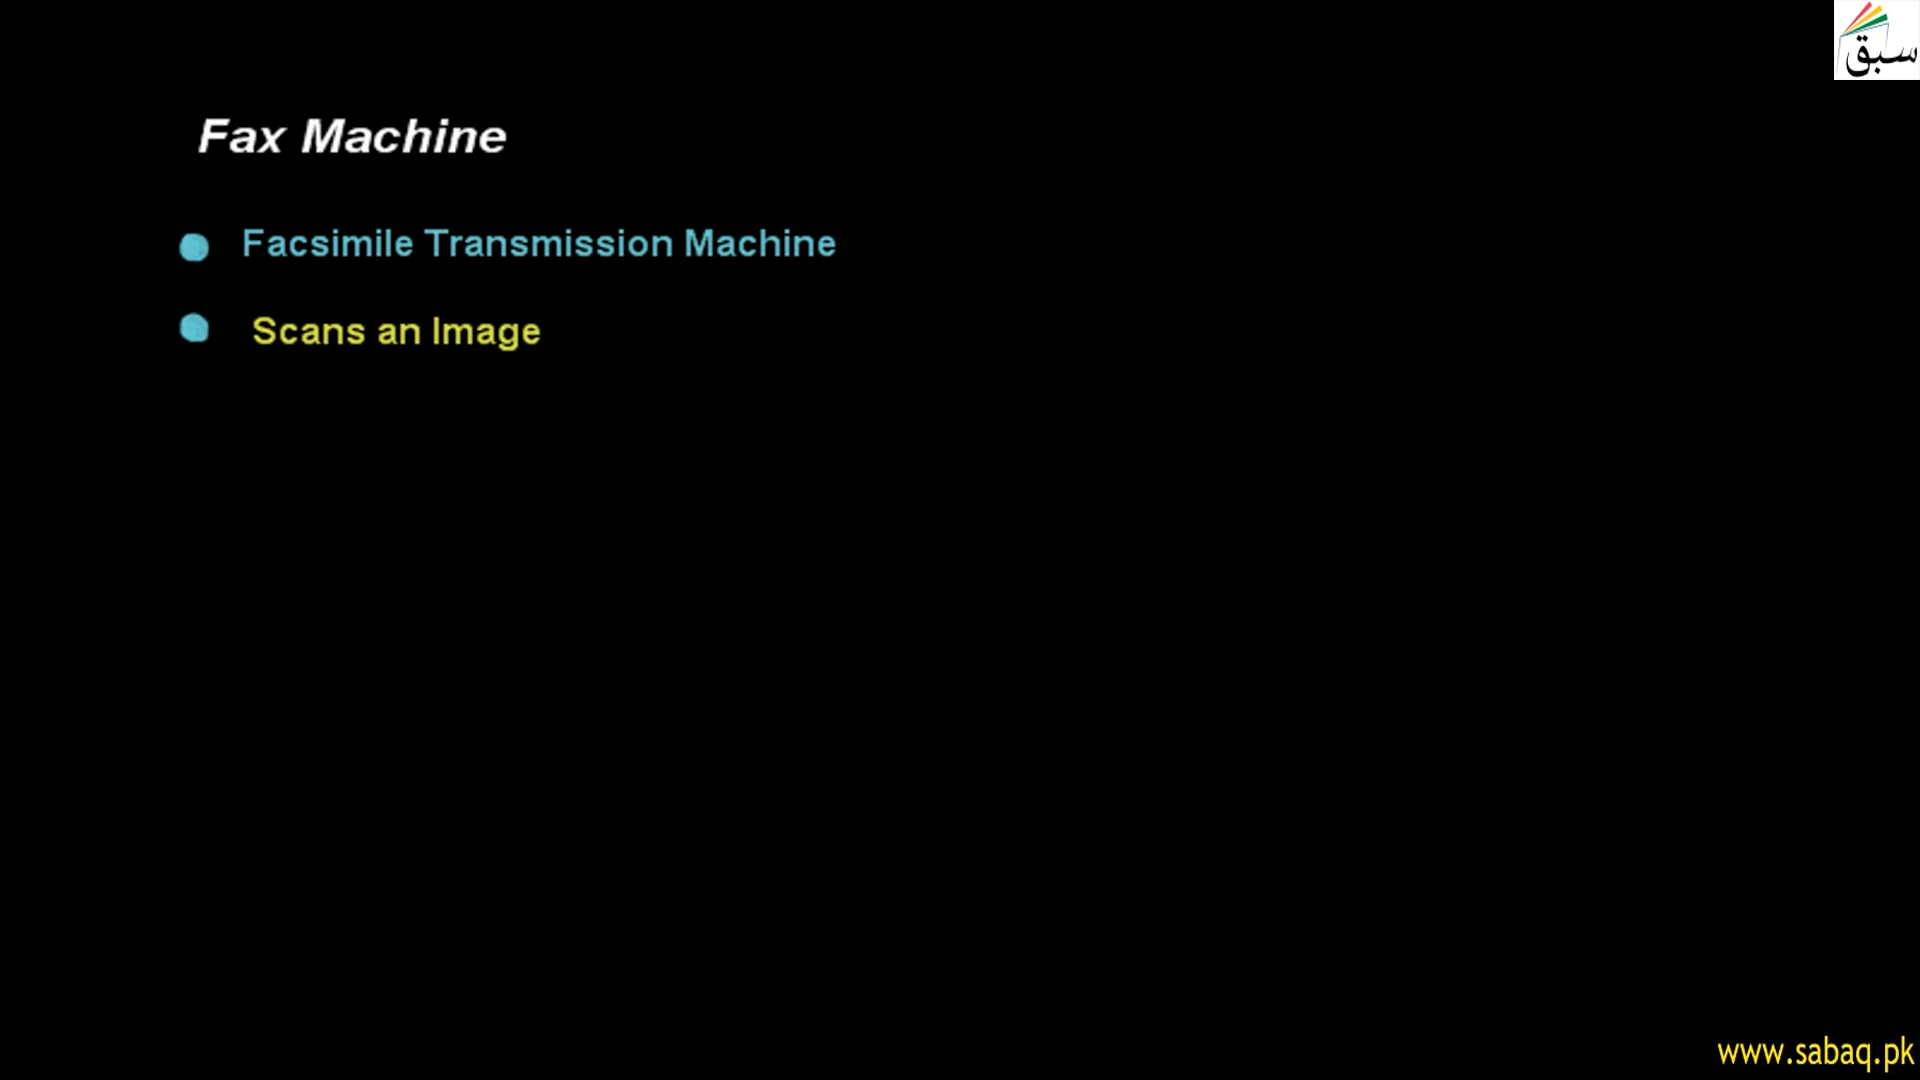 سبق
Fax Machine
Facsimile Transmission Machine
Scans an Image
www.sabaq.pk